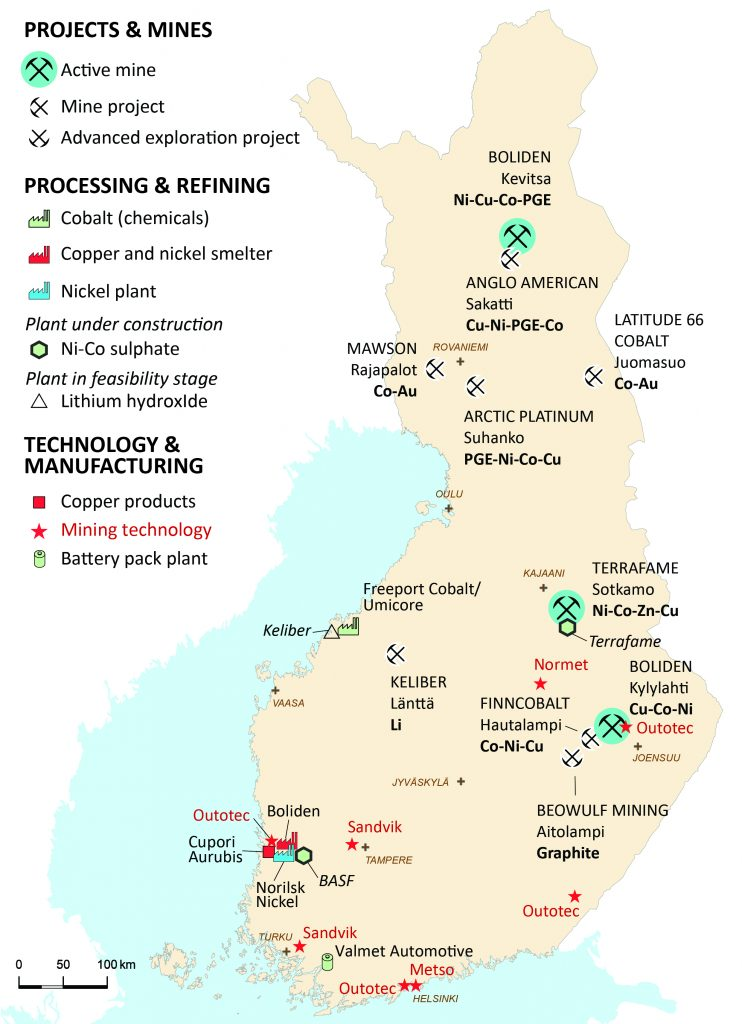 PROJECTS & MINES
Active mine
Mine project
Advanced exploration project
PROCESSING & REFINING
Cobalt (chemicals)
Copper and nickel smelter
Nickel plant
Plant under construction
Ni-Co sulphate
Plant in feasibility stage
Lithium hydroxIde
TECHNOLOGY &
MANUFACTURING
Copper products
Mining technology
Battery pack plant
BOLIDEN
Kevitsa
Ni-Cu-Co-PGE
ANGLO AMERICAN
Sakatti
Cu-Ni-PGE-Co
LATITUDE 66
COBALT
Juomasuo
Co-Au
MAWSON
Rajapalot
Co-Au
ROVANIEMI
ARCTIC PLATINUM
Suhanko
PGE-Ni-Co-Cu
OULU
KAJAANI
TERRAFAME
Sotkamo
Ni-Co-Zn-Cu
Terrafame
Freeport Cobalt/
Umicore
Keliber
KELIBER
Länttä
Li
VAASA
Normet
BOLIDEN
Kylylahti
Cu-Co-Ni
FINNCOBALT
Hautalampi
Co-Ni-Cu
Outotec
JOENSUU
JYVÄSKYLÄ
BEOWULF MINING
Aitolampi
Graphite
Outotec
Boliden
Cupori
Aurubis
Norilsk
Nickel
BASF
Sandvik
TAMPERE
Outotec
TURKU
Sandvik
Valmet Automotive
Metso
Outotec
HELSINKI
0 50 100 km